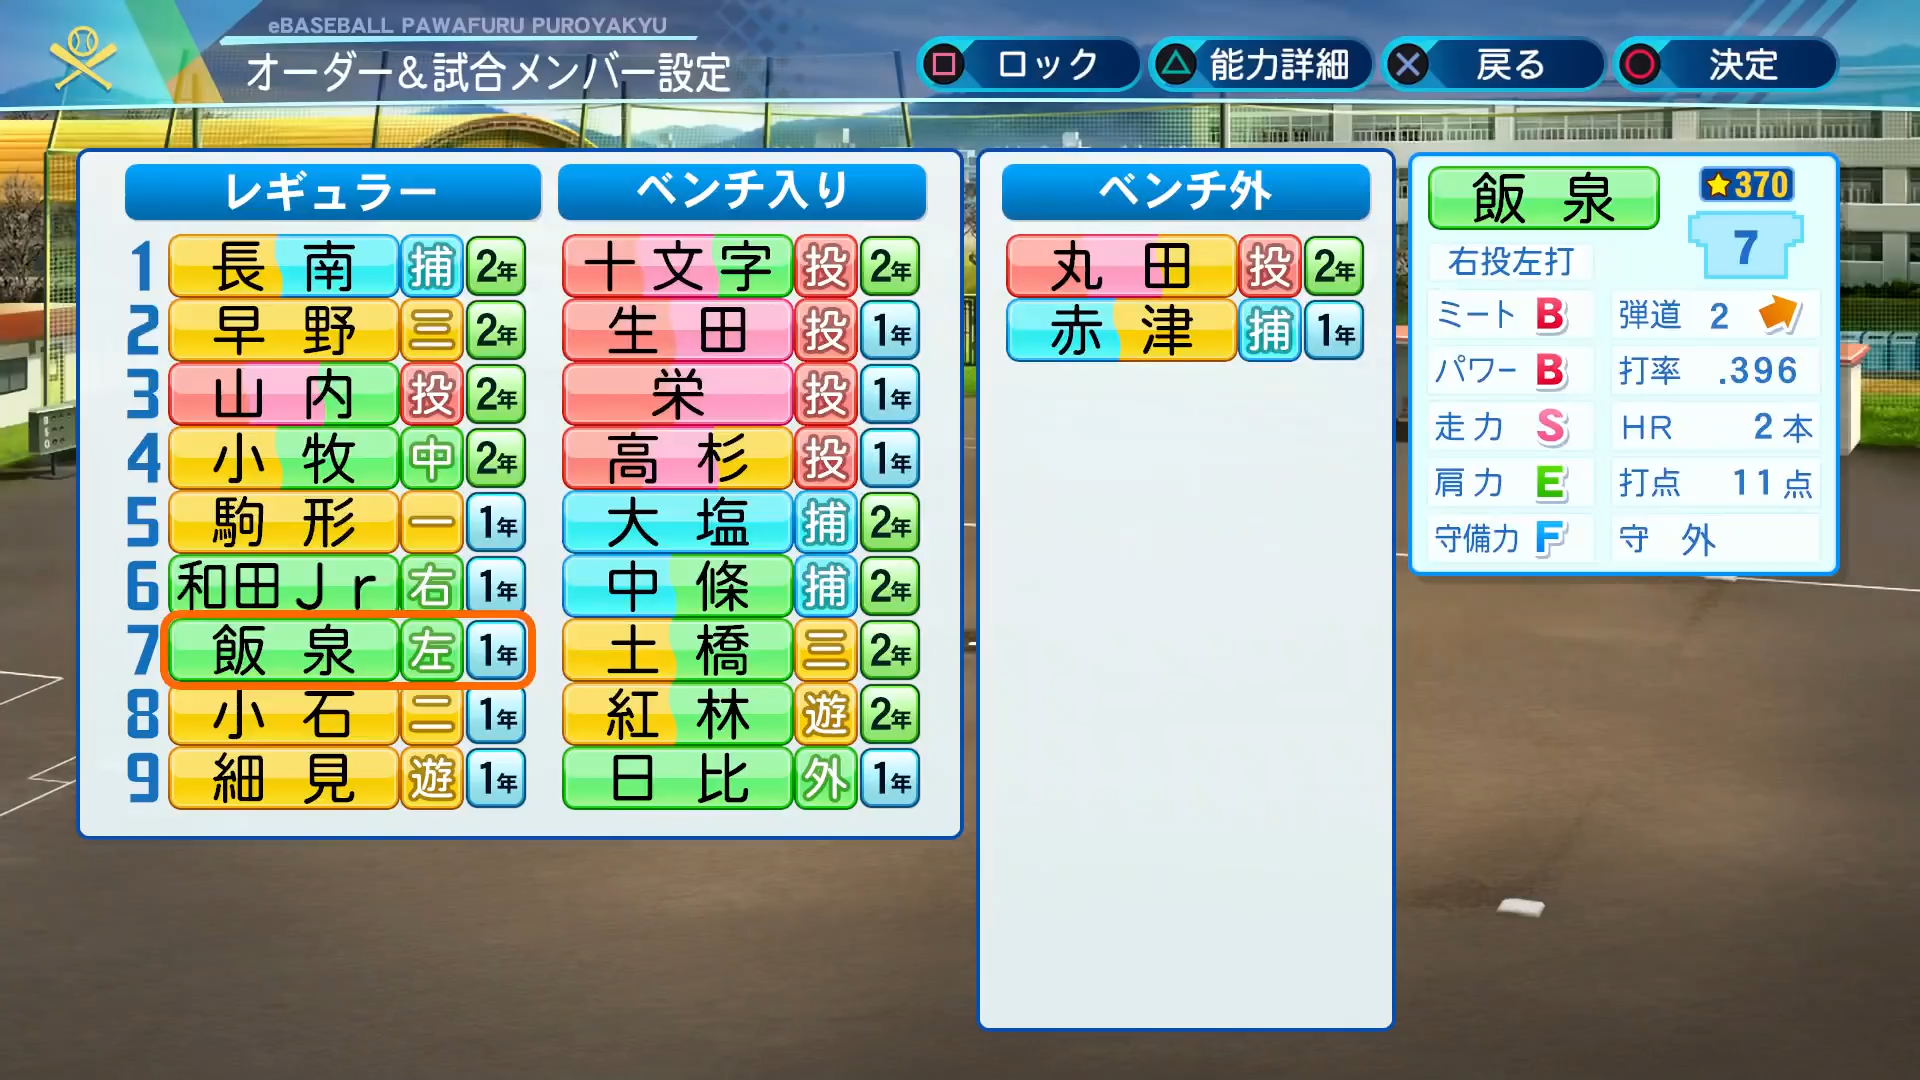 eBASEBALL PAWAFURU PUROYAKYU
オーダー＆試合メンバー設定
ロック
能力詳細
戻る
決定
レギュラー
1 長南 捕 2年
2 早野 三 2年
3 山内 投 2年
4 小牧 中 2年
5 駒形 一 1年
6 和田Jr 右 1年
7 飯泉 左 1年
8 小石 二 1年
9 細見 遊 1年
ベンチ入り
十文字 投 2年
生田 投 1年
栄 投 1年
高杉 投 1年
大塩 捕 2年
中條 捕 2年
土橋 三 2年
紅林 遊 2年
日比 外 1年
ベンチ外
丸田 投 2年
赤津 捕 1年
飯泉 ★370
右投左打 7
ミート B 弾道 2
パワー B 打率 .396
走力 S HR 2本
肩力 E 打点 11点
守備力 F 守 外